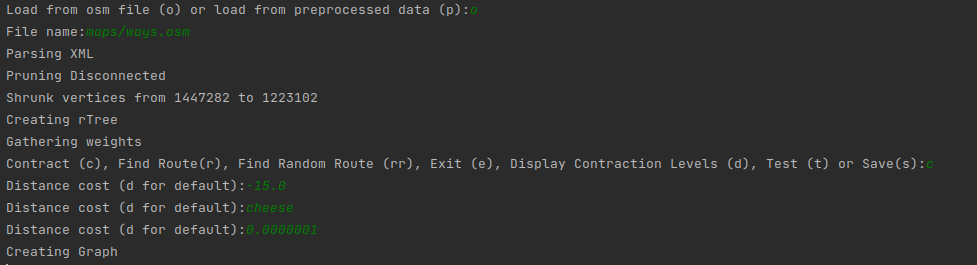 Load from osm file (o) or load from preprocessed data (p):o
File name:maps/ways.osm
Parsing XML
Pruning Disconnected
Shrunk vertices from 1447282 to 1223102
Creating rTree
Gathering weights
Contract (c), Find Route(r), Find Random Route (rr), Exit (e), Display Contraction Levels (d), Test (t) or Save(s):c
Distance cost (d for default):-15.0
Distance cost (d for default):cheese
Distance cost (d for default):0.0000001
Creating Graph